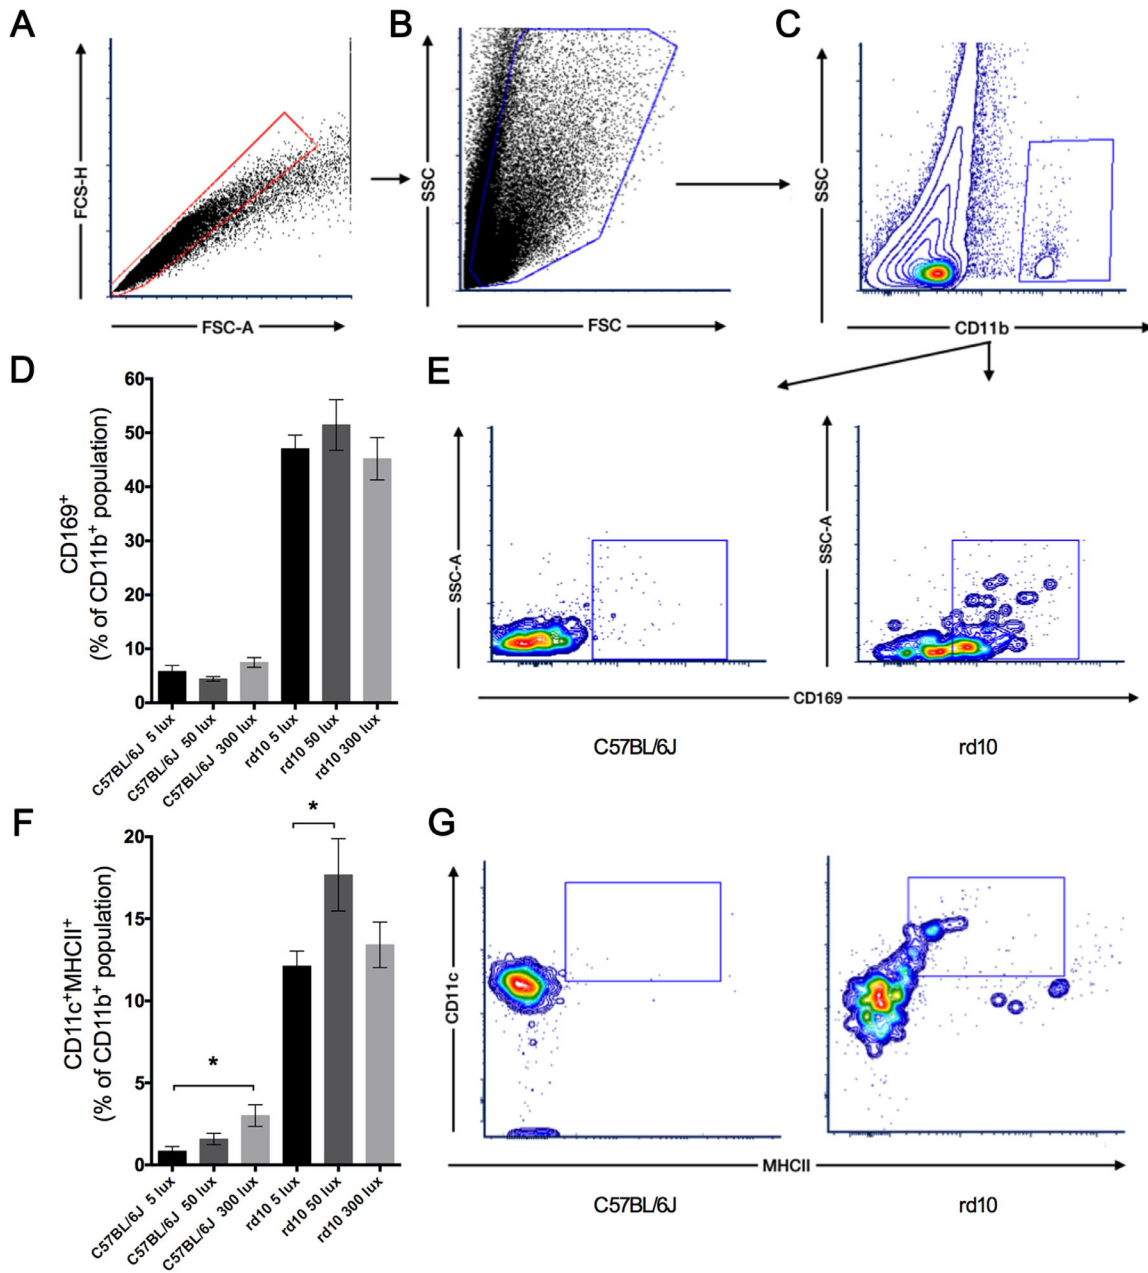 A
FCS-H
FSC-A
B
SSC
FSC
C
SSC
CD11b
D
CD169+
(% of CD11b+ population)
60
50
40
30
20
10
0
C57BL/6J 5 lux
C57BL/6J 50 lux
C57BL/6J 300 lux
rd10 5 lux
rd10 50 lux
rd10 300 lux
E
SSC-A
SSC-A
CD169
C57BL/6J
rd10
F
CD11c+MHCII+
(% of CD11b+ population)
20
15
10
5
0
*
*
C57BL/6J 5 lux
C57BL/6J 50 lux
C57BL/6J 300 lux
rd10 5 lux
rd10 50 lux
rd10 300 lux
G
CD11c
MHCII
C57BL/6J
rd10